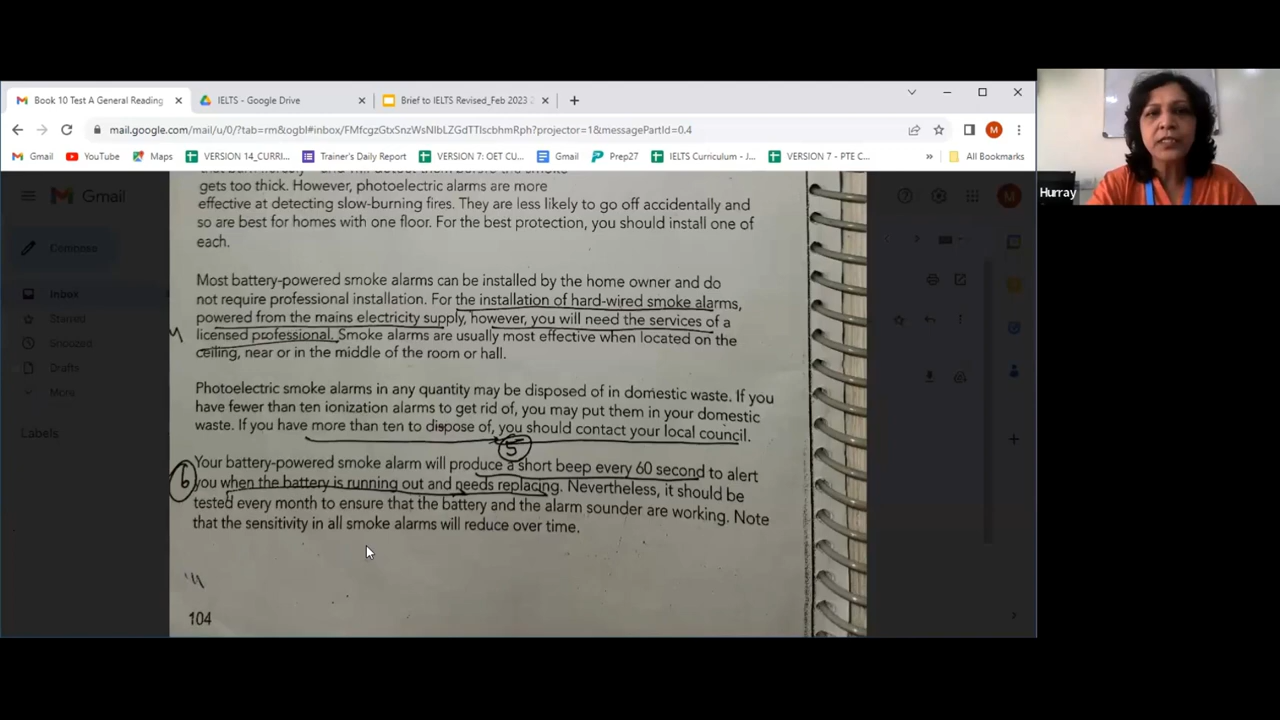 Book 10 Test A General Reading
IELTS - Google Drive
Brief to IELTS Revised_Feb 2023
mail.google.com/mail/u/0/?tab=rm&ogbl#inbox/FMfcgzGtxSnzWsNlbLZGdTTlscbhmRph?projector=1&messagePartId=0.4
M
Gmail
YouTube
Maps
VERSION 14_CURRI...
Trainer's Daily Report
VERSION 7: OET CU...
Gmail
Prep27
IELTS Curriculum - J...
VERSION 7 - PTE C...
All Bookmarks
Gmail
M
Compose
Inbox
Starred
Snoozed
Drafts
More
Labels
gets too thick. However, photoelectric alarms are more
effective at detecting slow-burning fires. They are less likely to go off accidentally and
so are best for homes with one floor. For the best protection, you should install one of
each.
Most battery-powered smoke alarms can be installed by the home owner and do
not require professional installation. For the installation of hard-wired smoke alarms,
powered from the mains electricity supply, however, you will need the services of a
licensed professional. Smoke alarms are usually most effective when located on the
ceiling, near or in the middle of the room or hall.
Photoelectric smoke alarms in any quantity may be disposed of in domestic waste. If you
have fewer than ten ionization alarms to get rid of, you may put them in your domestic
waste. If you have more than ten to dispose of, you should contact your local council.
5
6
Your battery-powered smoke alarm will produce a short beep every 60 second to alert
you when the battery is running out and needs replacing. Nevertheless, it should be
tested every month to ensure that the battery and the alarm sounder are working. Note
that the sensitivity in all smoke alarms will reduce over time.
104
Hurray